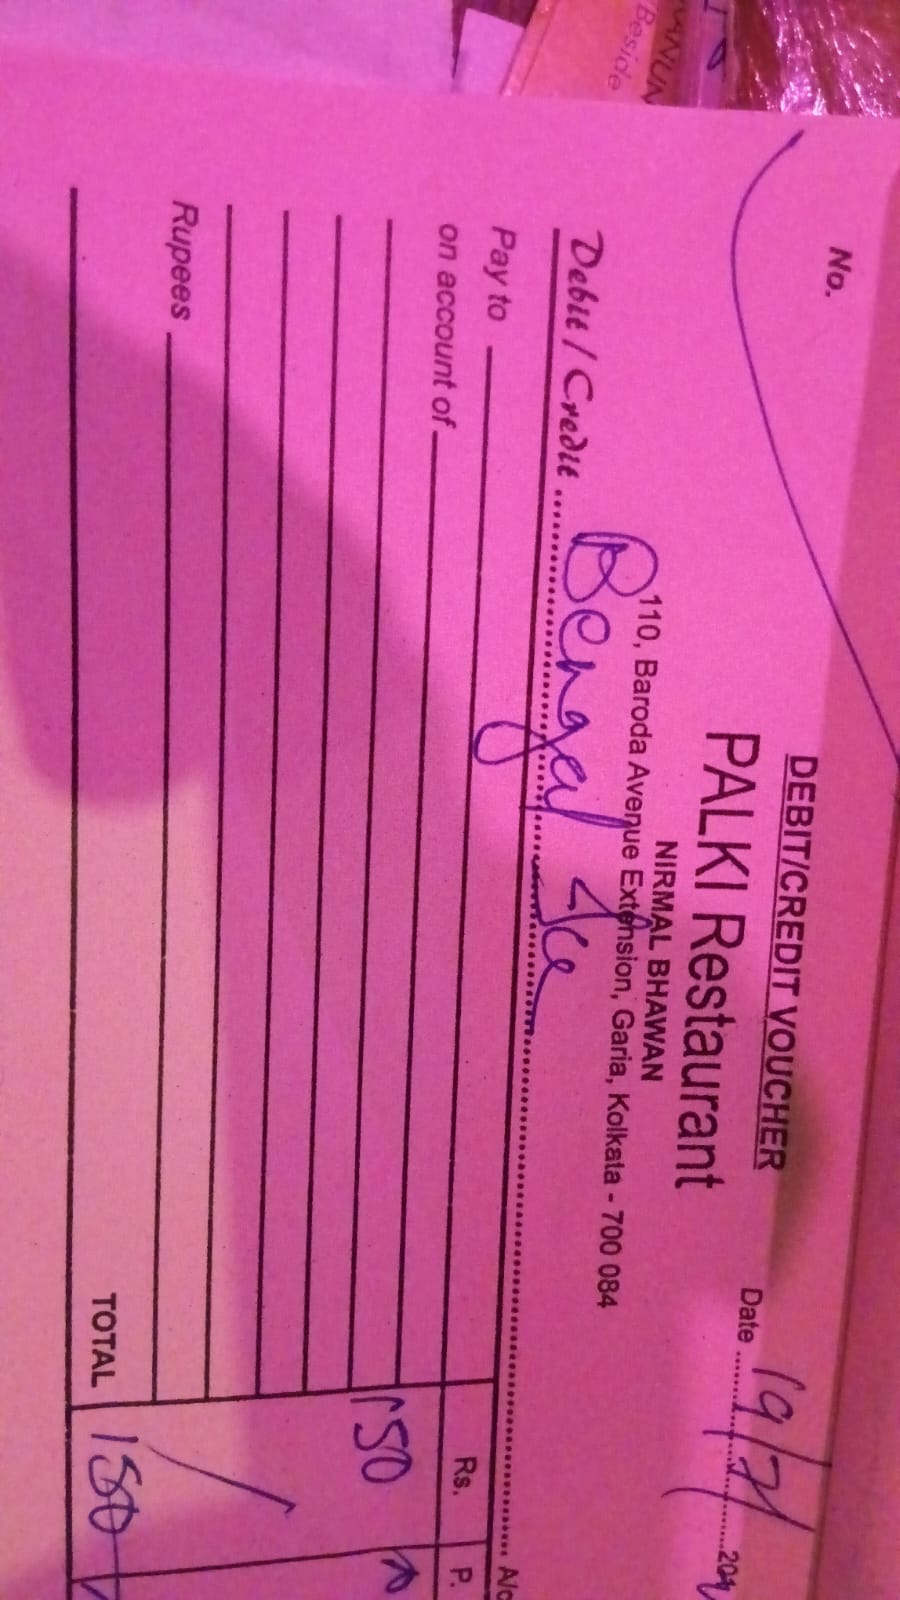 No.
DEBIT/CREDIT VOUCHER
PALKI Restaurant
Date 19/7/ 20
NIRMAL BHAWAN
110, Baroda Avenue Extension, Garia, Kolkata - 700 084
Debit / Credit Bengal Ice A/c
Pay to
Rs. P.
on account of
150
Rupees
TOTAL 150
Beside